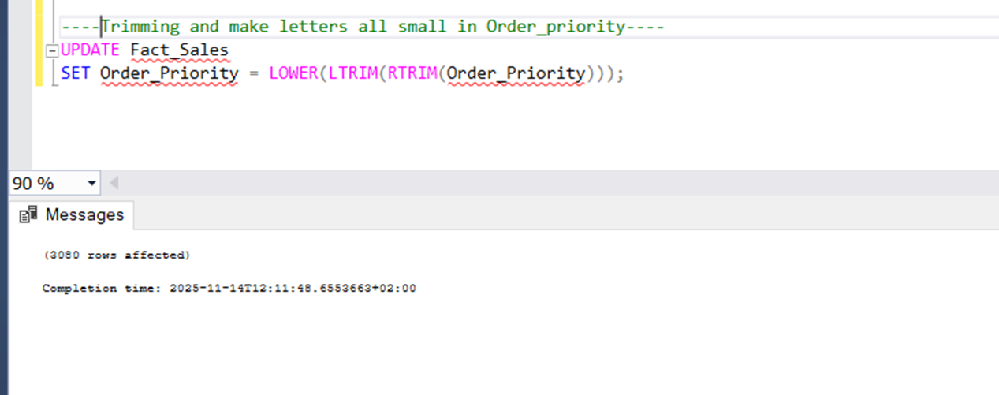 ----Trimming and make letters all small in Order_priority----
UPDATE Fact_Sales
SET Order_Priority = LOWER(LTRIM(RTRIM(Order_Priority)));
90 %
Messages
(3080 rows affected)
Completion time: 2025-11-14T12:11:48.6553663+02:00